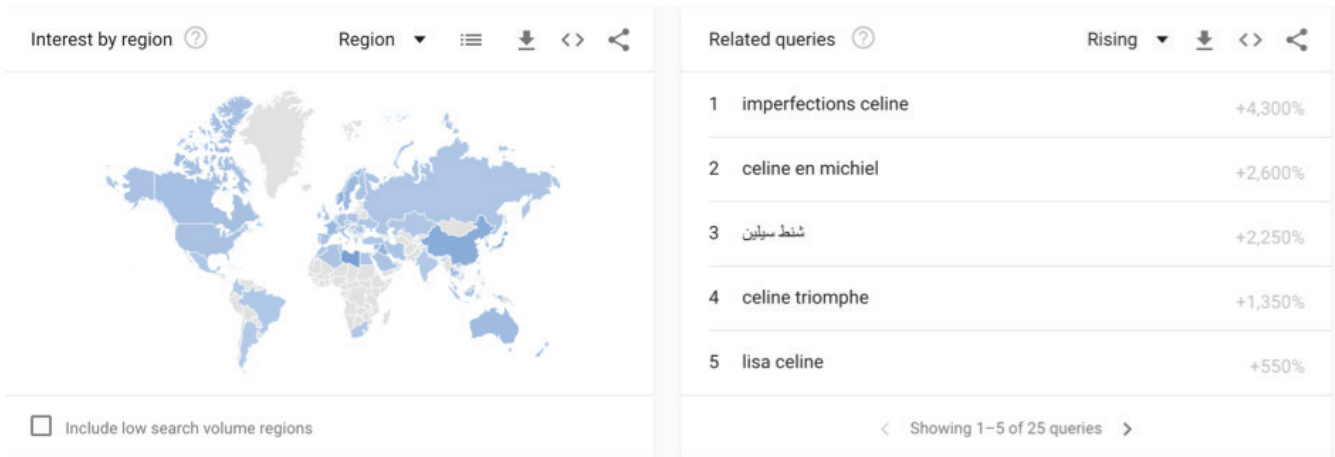 Interest by region
Region
Related queries
Rising
1 imperfections celine +4,300%
2 celine en michiel +2,600%
3 شنط سيلين +2,250%
4 celine triomphe +1,350%
5 lisa celine +550%
Include low search volume regions
Showing 1–5 of 25 queries